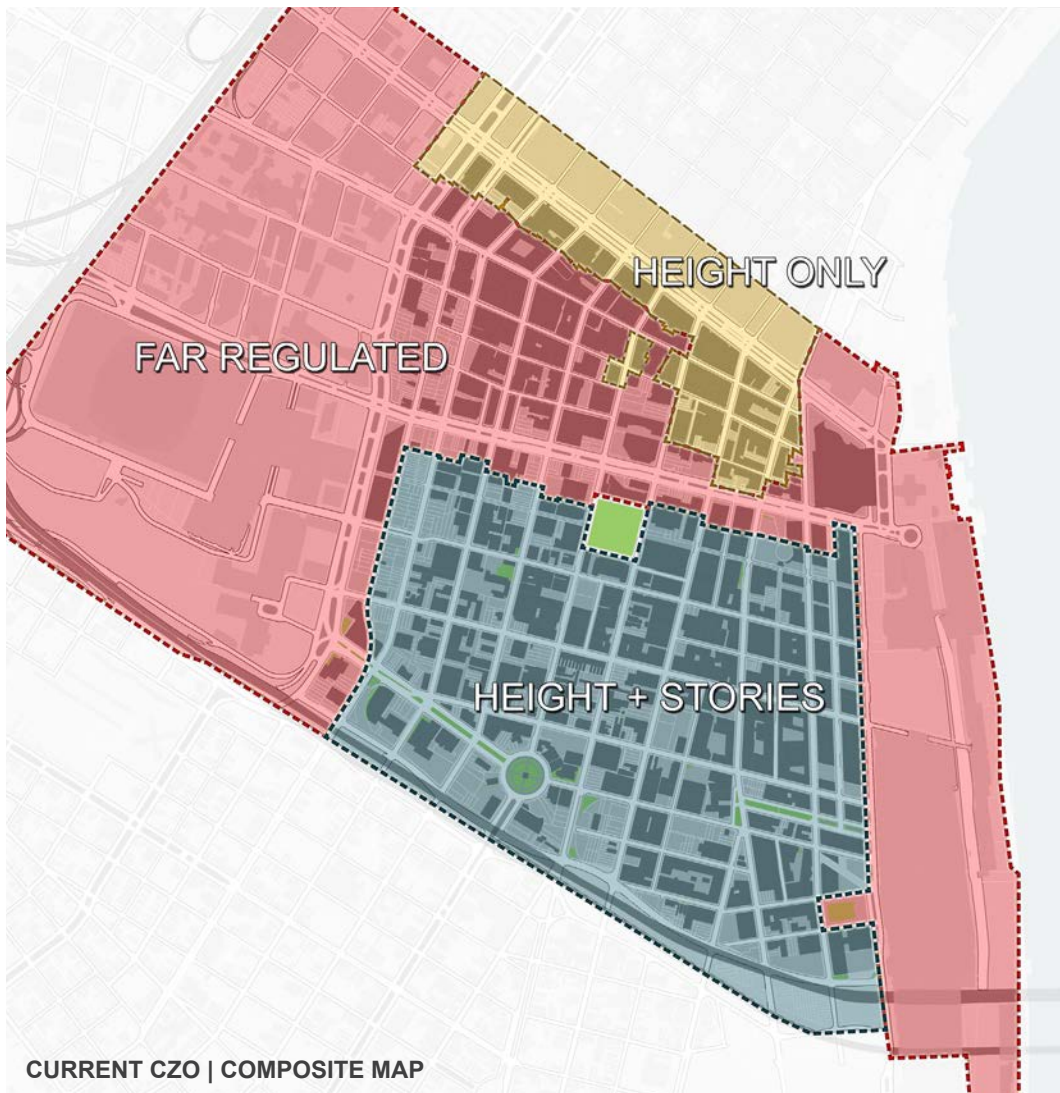 HEIGHT ONLY
FAR REGULATED
HEIGHT + STORIES
CURRENT CZO | COMPOSITE MAP